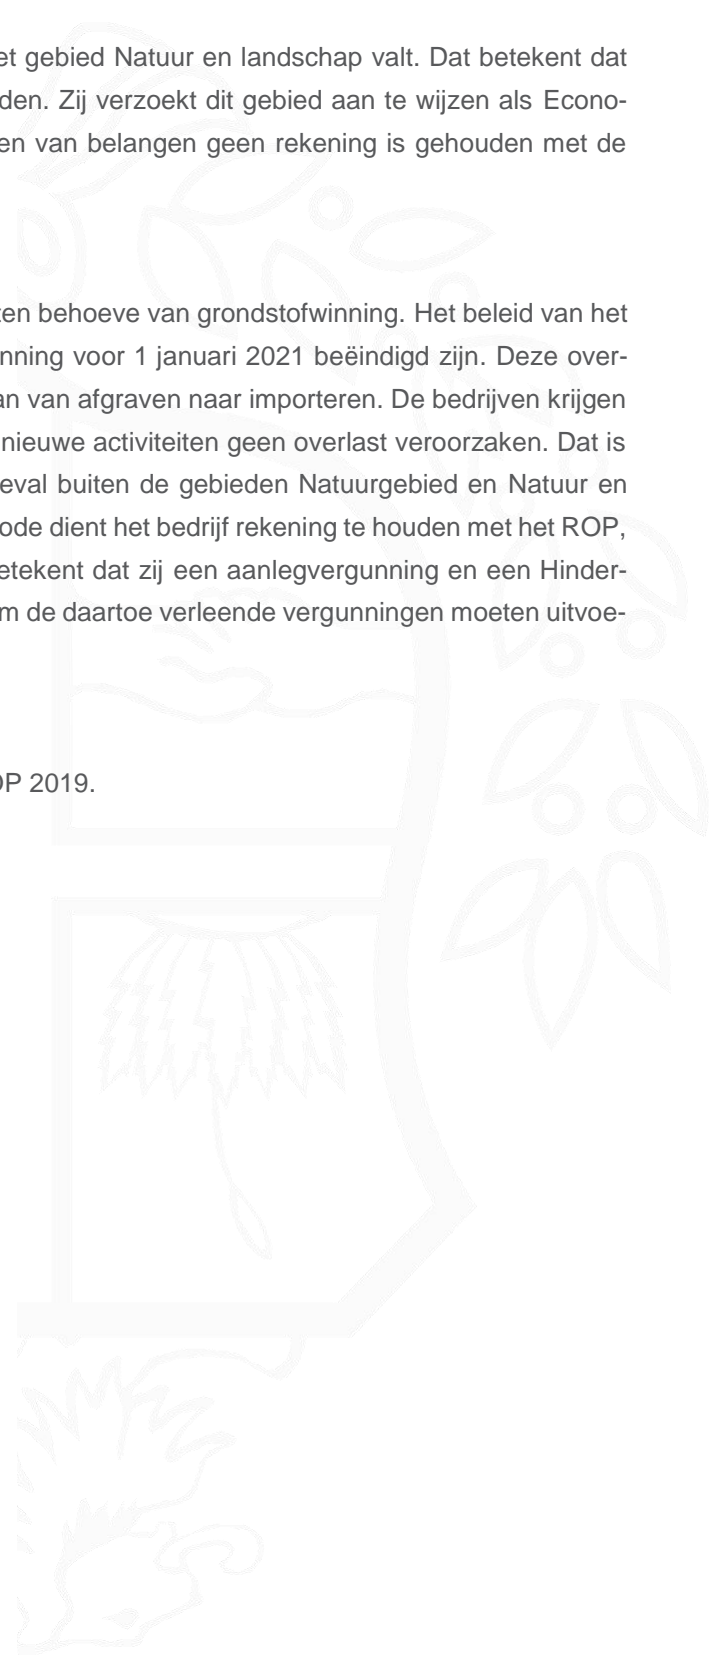 et gebied Natuur en landschap valt. Dat betekent dat
den. Zij verzoekt dit gebied aan te wijzen als Econo-
en van belangen geen rekening is gehouden met de
ten behoeve van grondstofwinning. Het beleid van het
nning voor 1 januari 2021 beëindigd zijn. Deze over-
an van afgraven naar importeren. De bedrijven krijgen
nieuwe activiteiten geen overlast veroorzaken. Dat is
eval buiten de gebieden Natuurgebied en Natuur en
ode dient het bedrijf rekening te houden met het ROP,
etekent dat zij een aanlegvergunning en een Hinder-
m de daartoe verleende vergunningen moeten uitvoe-
OP 2019.